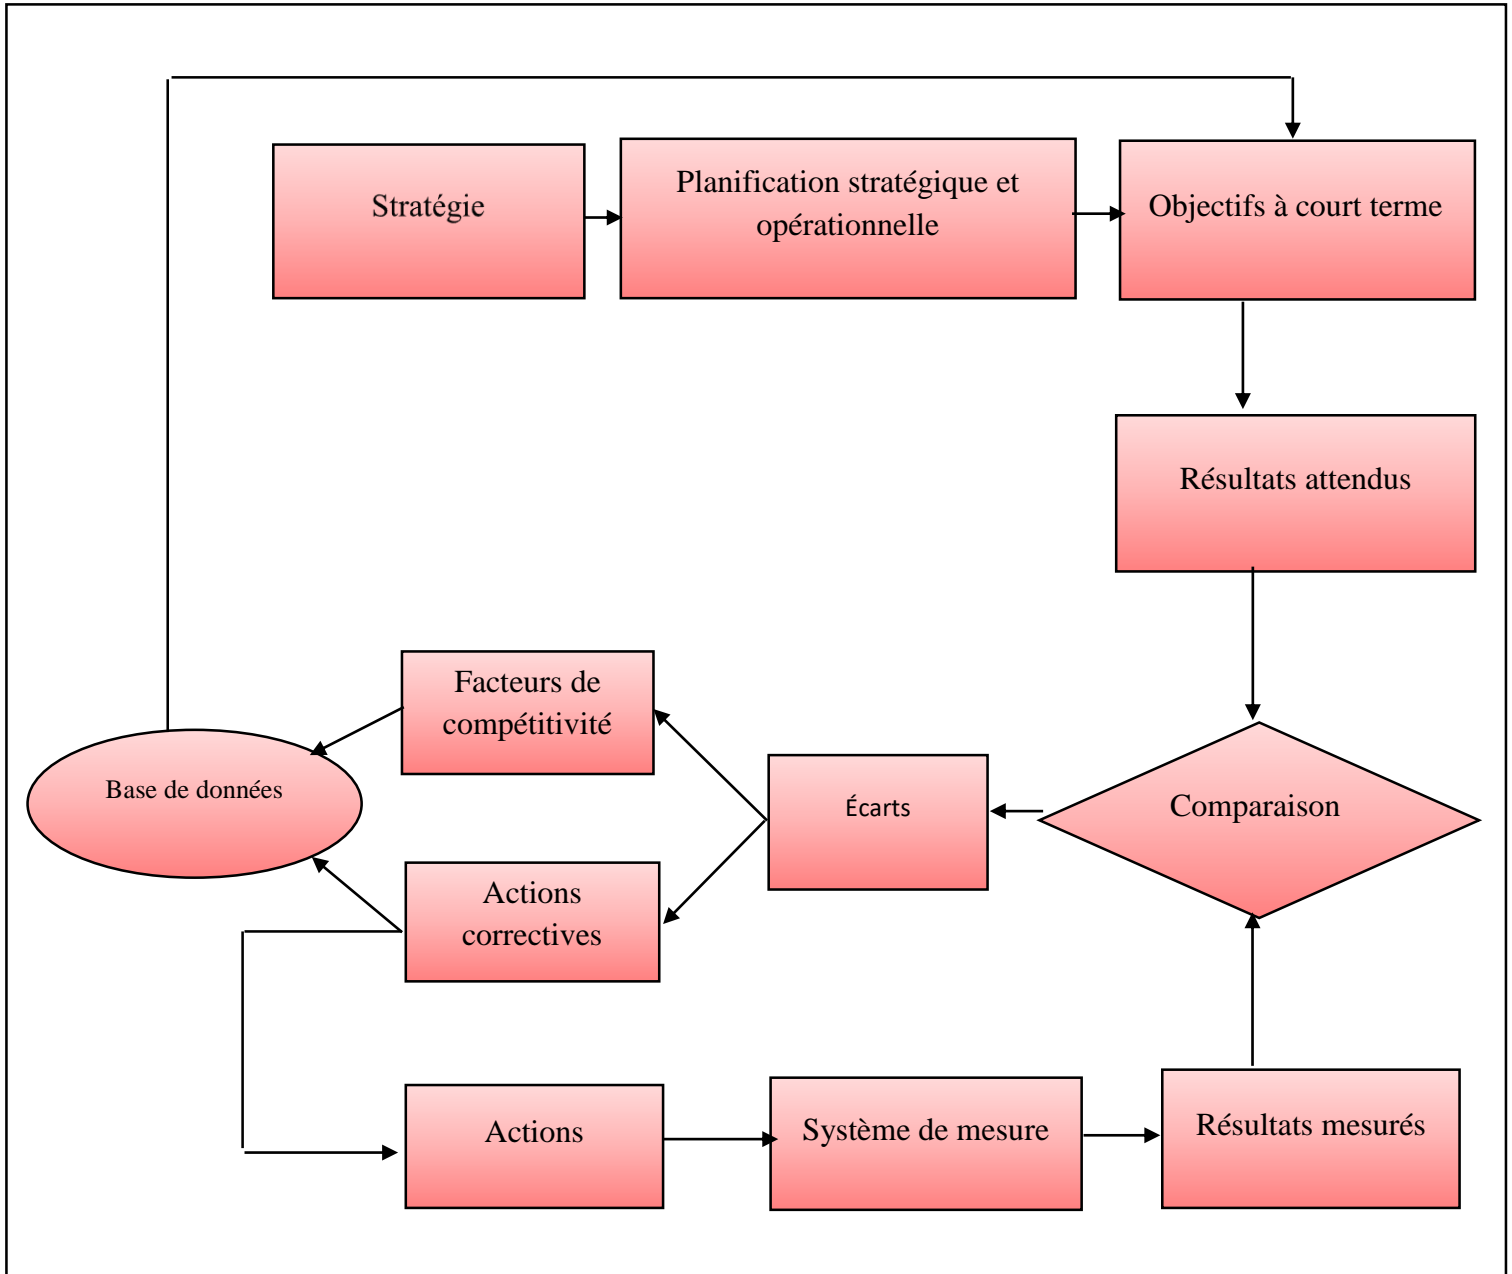 Stratégie
Planification stratégique et
opérationnelle
Objectifs à court terme
Résultats attendus
Facteurs de
compétitivité
Base de données
Écarts
Comparaison
Actions
correctives
Actions
Système de mesure
Résultats mesurés